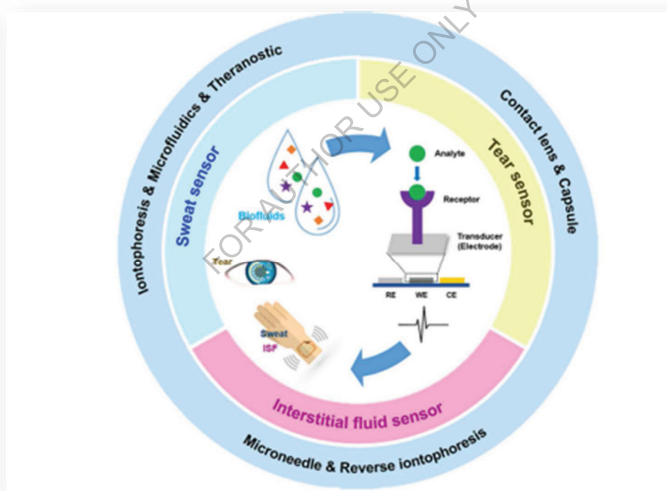 FOR AUTHOR USE ONLY
Iontophoresis & Microfluidics & Theranostic
Contact lens & Capsule
Sweat sensor
Tear sensor
Analyte
Receptor
Biofluids
Transducer
(Electrode)
Tear
RE WE CE
Sweat
ISF
Interstitial fluid sensor
Microneedle & Reverse iontophoresis